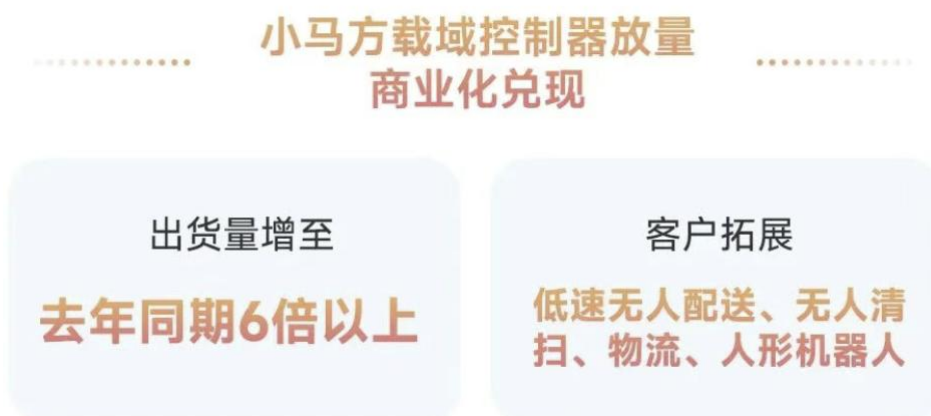 小马方载域控制器放量
商业化兑现
出货量增至
去年同期6倍以上
客户拓展
低速无人配送、无人清
扫、物流、人形机器人